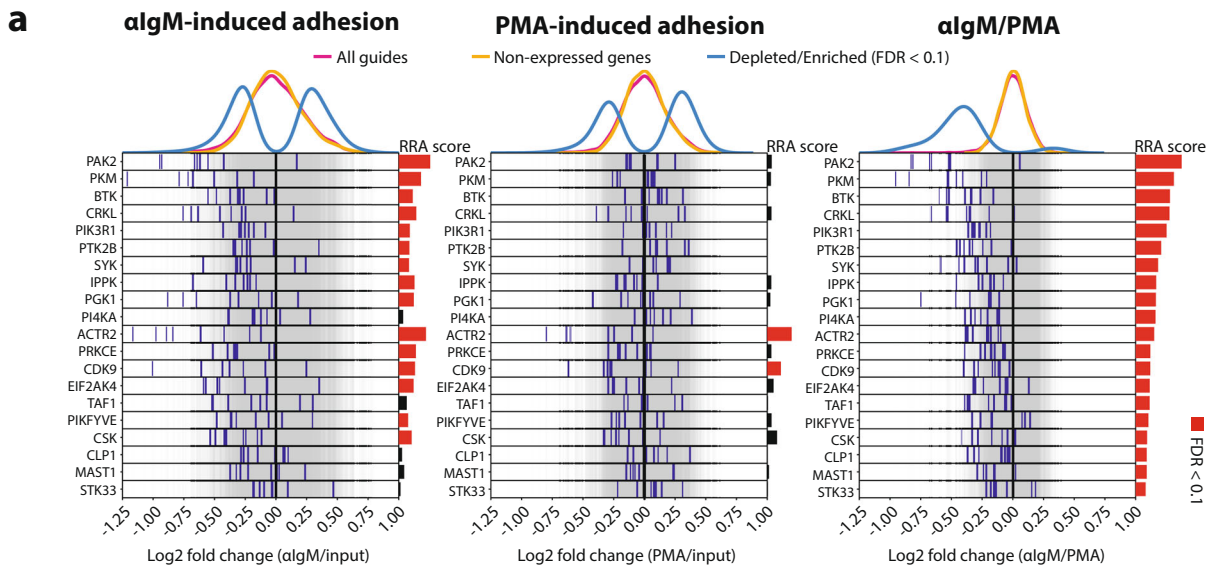 a
αIgM-induced adhesion
PMA-induced adhesion
αIgM/PMA
All guides
Non-expressed genes
Depleted/Enriched (FDR < 0.1)
RRA score
PAK2
PKM
BTK
CRKL
PIK3R1
PTK2B
SYK
IPPK
PGK1
PI4KA
ACTR2
PRKCE
CDK9
EIF2AK4
TAF1
PIKFYVE
CSK
CLP1
MAST1
STK33
-1.25 -1.00 -0.75 -0.50 -0.25 0.00 0.25 0.50 0.75 1.00
Log2 fold change (αIgM/input)
RRA score
PAK2
PKM
BTK
CRKL
PIK3R1
PTK2B
SYK
IPPK
PGK1
PI4KA
ACTR2
PRKCE
CDK9
EIF2AK4
TAF1
PIKFYVE
CSK
CLP1
MAST1
STK33
-1.25 -1.00 -0.75 -0.50 -0.25 0.00 0.25 0.50 0.75 1.00
Log2 fold change (PMA/input)
RRA score
PAK2
PKM
BTK
CRKL
PIK3R1
PTK2B
SYK
IPPK
PGK1
PI4KA
ACTR2
PRKCE
CDK9
EIF2AK4
TAF1
PIKFYVE
CSK
CLP1
MAST1
STK33
-1.25 -1.00 -0.75 -0.50 -0.25 0.00 0.25 0.50 0.75 1.00
Log2 fold change (αIgM/PMA)
FDR < 0.1